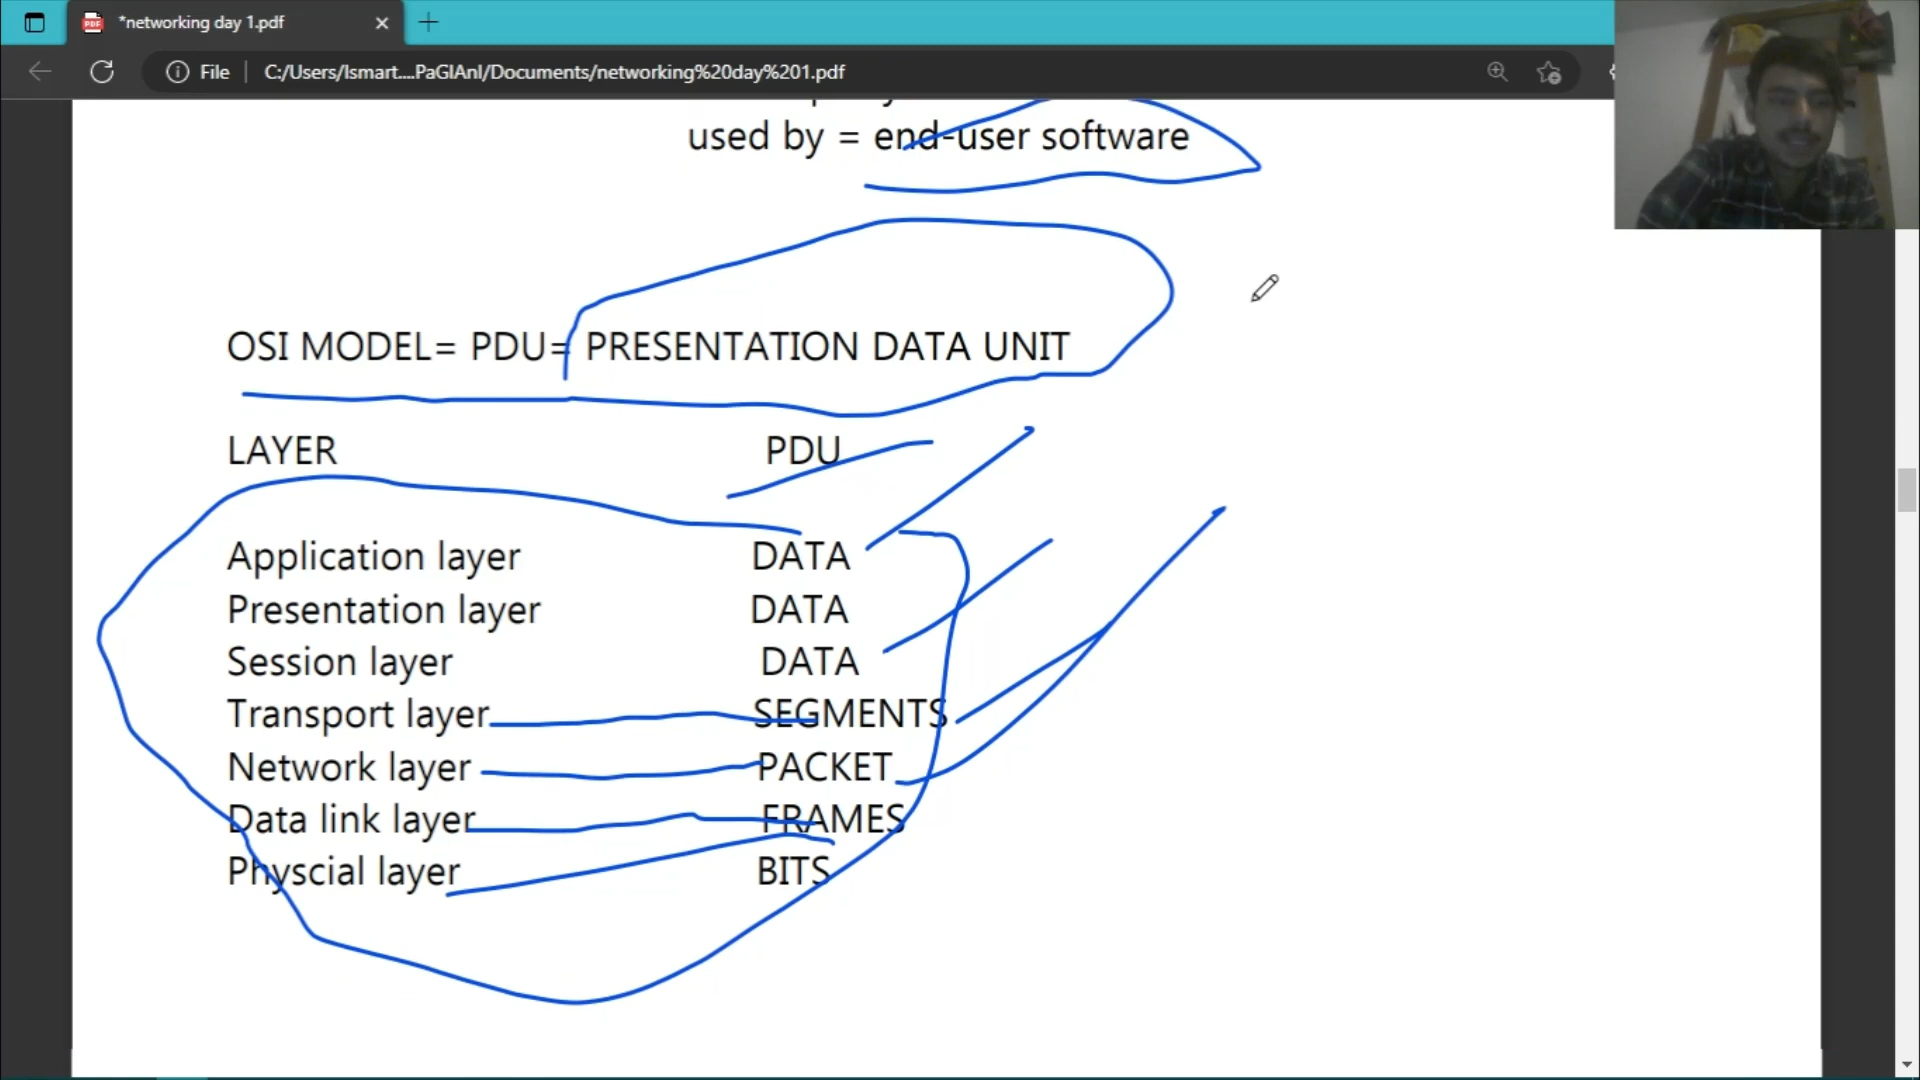 *networking day 1.pdf
File
C:/Users/Ismart....PaGlAnI/Documents/networking%20day%201.pdf
used by = end-user software
OSI MODEL= PDU= PRESENTATION DATA UNIT
LAYER PDU
Application layer DATA
Presentation layer DATA
Session layer DATA
Transport layer SEGMENTS
Network layer PACKET
Data link layer FRAMES
Physcial layer BITS